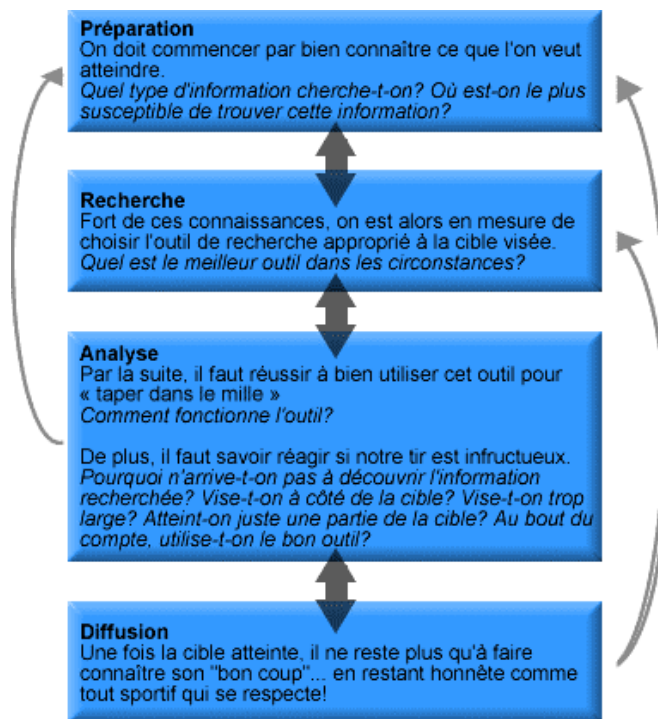 Préparation
On doit commencer par bien connaître ce que l'on veut
atteindre.
Quel type d'information cherche-t-on? Où est-on le plus
susceptible de trouver cette information?
Recherche
Fort de ces connaissances, on est alors en mesure de
choisir l'outil de recherche approprié à la cible visée.
Quel est le meilleur outil dans les circonstances?
Analyse
Par la suite, il faut réussir à bien utiliser cet outil pour
« taper dans le mille »
Comment fonctionne l'outil?
De plus, il faut savoir réagir si notre tir est infructueux.
Pourquoi n'arrive-t-on pas à découvrir l'information
recherchée? Vise-t-on à côté de la cible? Vise-t-on trop
large? Atteint-on juste une partie de la cible? Au bout du
compte, utilise-t-on le bon outil?
Diffusion
Une fois la cible atteinte, il ne reste plus qu'à faire
connaître son "bon coup"... en restant honnête comme
tout sportif qui se respecte!